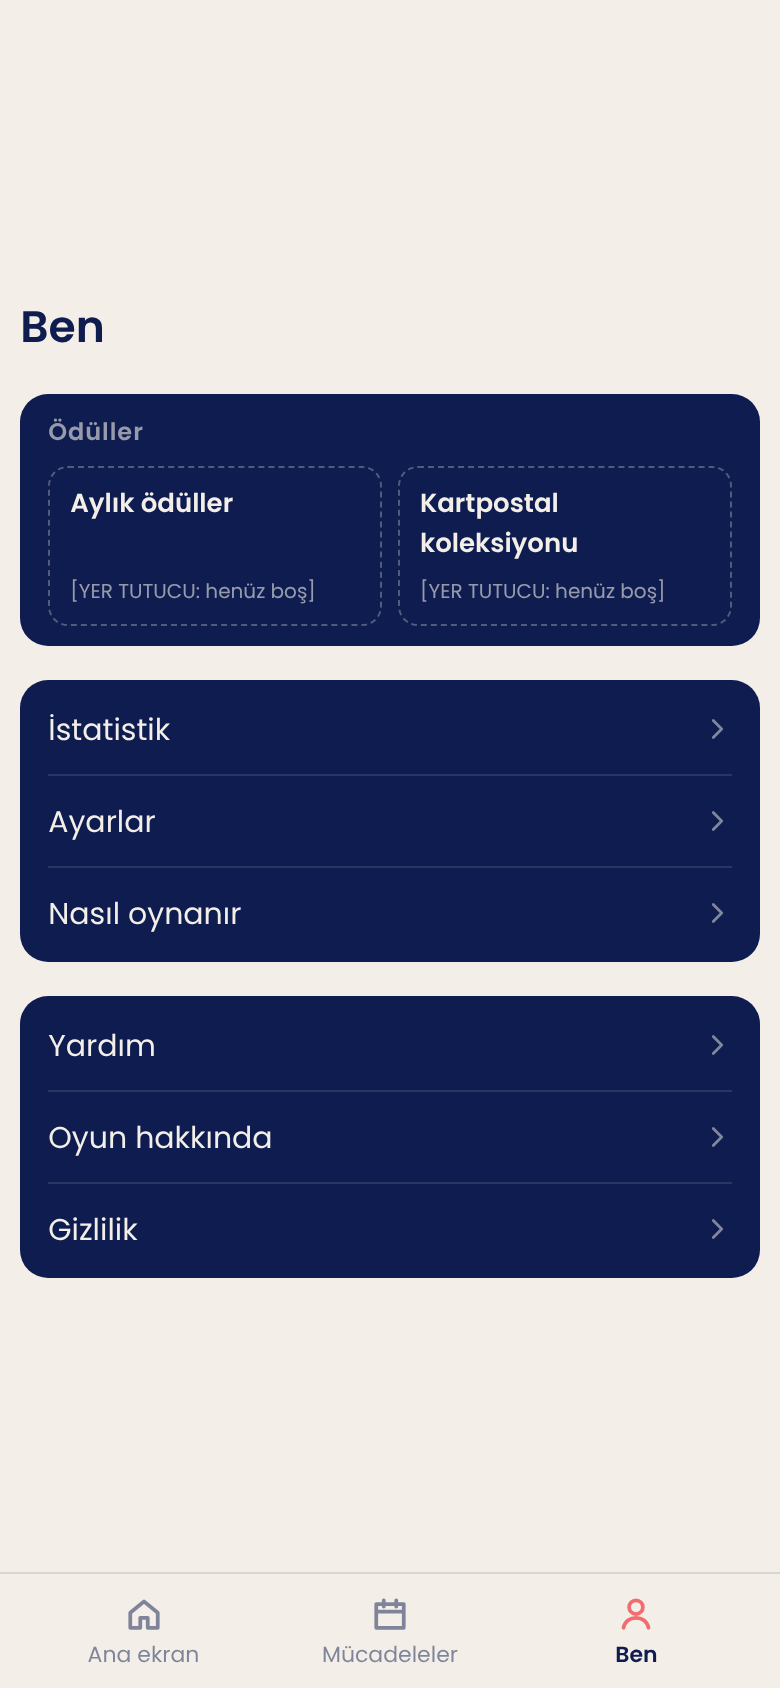 Ben
Ödüller
Aylık ödüller
[YER TUTUCU: henüz boş]
Kartpostal
koleksiyonu
[YER TUTUCU: henüz boş]
İstatistik
Ayarlar
Nasıl oynanır
Yardım
Oyun hakkında
Gizlilik
Ana ekran
Mücadeleler
Ben